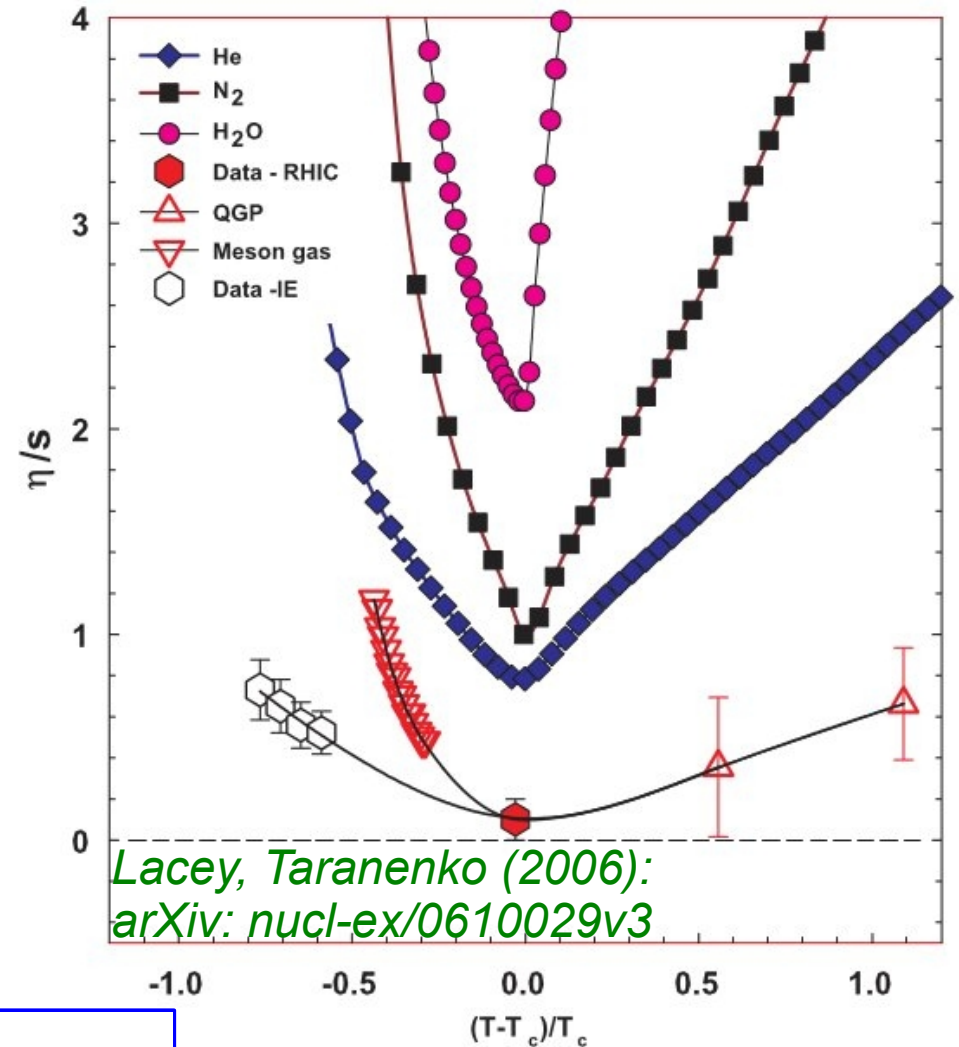 4
He
N2
H2O
Data - RHIC
3
QGP
Meson gas
Data -IE
η/s
2
1
0
Lacey, Taranenko (2006):
arXiv: nucl-ex/0610029v3
-1.0 -0.5 0.0 0.5 1.0
(T-Tc)/Tc